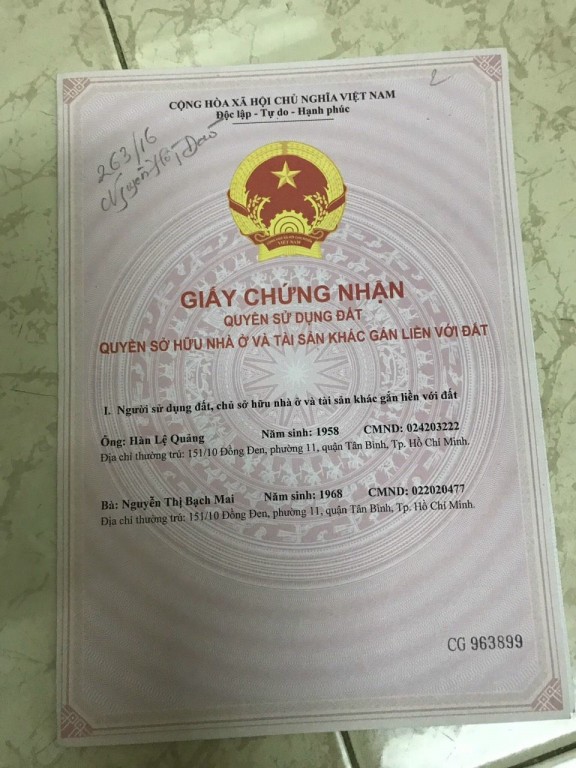 CỘNG HÒA XÃ HỘI CHỦ NGHĨA VIỆT NAM
Độc lập - Tự do - Hạnh phúc
2
263/16
Nguyễn
VIỆT NAM
GIẤY CHỨNG NHẬN
QUYỀN SỬ DỤNG ĐẤT
QUYỀN SỞ HỮU NHÀ Ở VÀ TÀI SẢN KHÁC GẮN LIỀN VỚI ĐẤT
I. Người sử dụng đất, chủ sở hữu nhà ở và tài sản khác gắn liền với đất
Ông: Hàn Lệ Quảng Năm sinh: 1958 CMND: 024203222
Địa chỉ thường trú: 151/10 Đồng Đen, phường 11, quận Tân Bình, Tp. Hồ Chí Minh.
Bà: Nguyễn Thị Bạch Mai Năm sinh: 1968 CMND: 022020477
Địa chỉ thường trú: 151/10 Đồng Đen, phường 11, quận Tân Bình, Tp. Hồ Chí Minh.
CG 963899